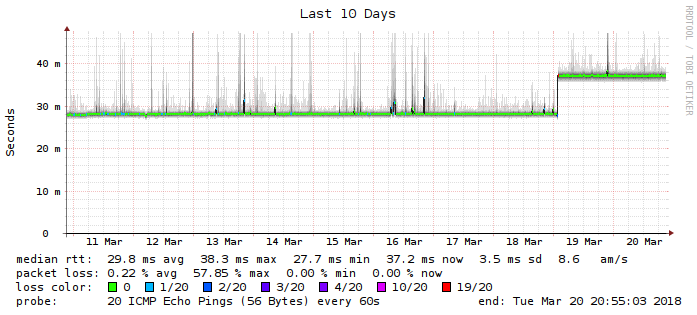 Last 10 Days
RRDTOOL / TOBI OETIKER
Seconds
40 m
30 m
20 m
10 m
0
11 Mar 12 Mar 13 Mar 14 Mar 15 Mar 16 Mar 17 Mar 18 Mar 19 Mar 20 Mar
median rtt: 29.8 ms avg 38.3 ms max 27.7 ms min 37.2 ms now 3.5 ms sd 8.6 am/s
packet loss: 0.22 % avg 57.85 % max 0.00 % min 0.00 % now
loss color: 0 1/20 2/20 3/20 4/20 10/20 19/20
probe: 20 ICMP Echo Pings (56 Bytes) every 60s end: Tue Mar 20 20:55:03 2018